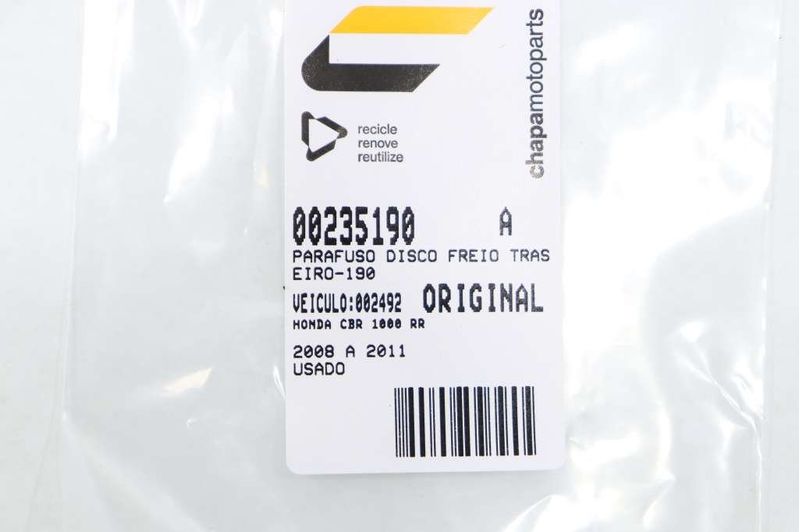 chapamotoparts
recicle
renove
reutilize
00235190 A
PARAFUSO DISCO FREIO TRAS
EIRO-190
VEICULO:002492 ORIGINAL
HONDA CBR 1000 RR
2008 A 2011
USADO